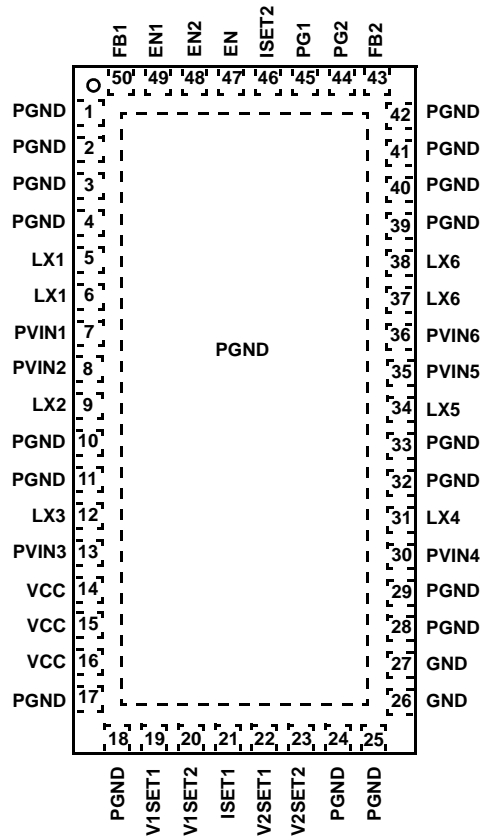 FB1 EN1 EN2 EN ISET2 PG1 PG2 FB2
50 49 48 47 46 45 44 43
PGND 1 42 PGND
PGND 2 41 PGND
PGND 3 40 PGND
PGND 4 39 PGND
LX1 5 38 LX6
LX1 6 37 LX6
PVIN1 7 36 PVIN6
PGND
PVIN2 8 35 PVIN5
LX2 9 34 LX5
PGND 10 33 PGND
PGND 11 32 PGND
LX3 12 31 LX4
PVIN3 13 30 PVIN4
VCC 14 29 PGND
VCC 15 28 PGND
VCC 16 27 GND
PGND 17 26 GND
18 19 20 21 22 23 24 25
PGND V1SET1 V1SET2 ISET1 V2SET1 V2SET2 PGND PGND